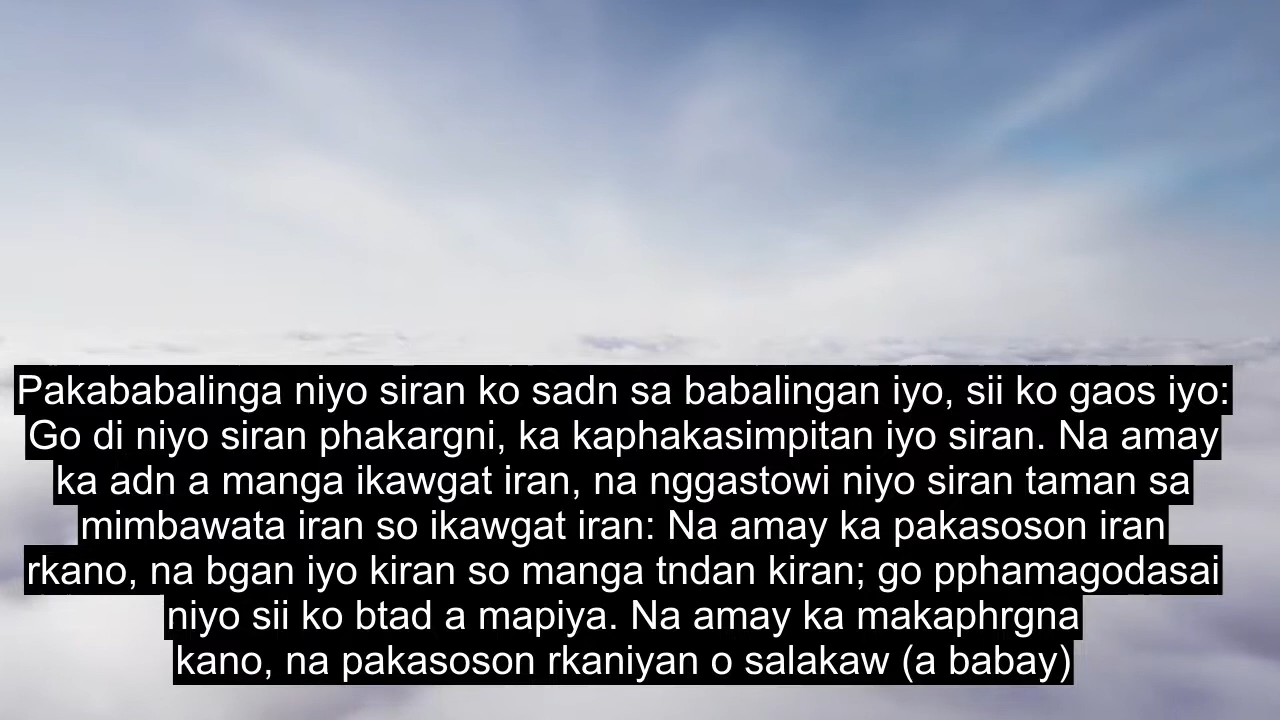 Pakababalinga niyo siran ko sadn sa babalingan iyo, sii ko gaos iyo:
Go di niyo siran phakargni, ka kaphakasimpitan iyo siran. Na amay
ka adn a manga ikawgat iran, na nggastowi niyo siran taman sa
mimbawata iran so ikawgat iran: Na amay ka pakasoson iran
rkano, na bgan iyo kiran so manga tndan kiran; go pphamagodasai
niyo sii ko btad a mapiya. Na amay ka makaphrgna
kano, na pakasoson rkaniyan o salakaw (a babay)